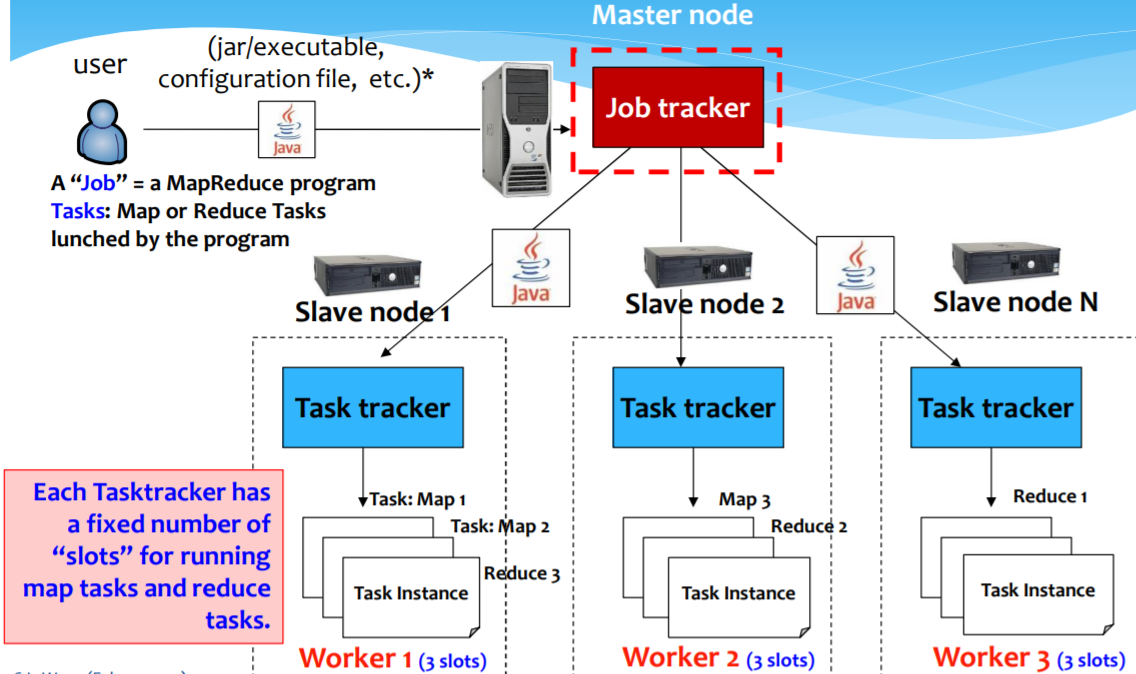 Master node
user
(jar/executable,
configuration file, etc.)*
Java
Job tracker
A “Job” = a MapReduce program
Tasks: Map or Reduce Tasks
lunched by the program
Java
Java
Slave node 1
Slave node 2
Slave node N
Task tracker
Task tracker
Task tracker
Each Tasktracker has
a fixed number of
“slots” for running
map tasks and reduce
tasks.
Task: Map 1
Task: Map 2
Reduce 3
Task Instance
Worker 1 (3 slots)
Map 3
Reduce 2
Task Instance
Worker 2 (3 slots)
Reduce 1
Task Instance
Worker 3 (3 slots)